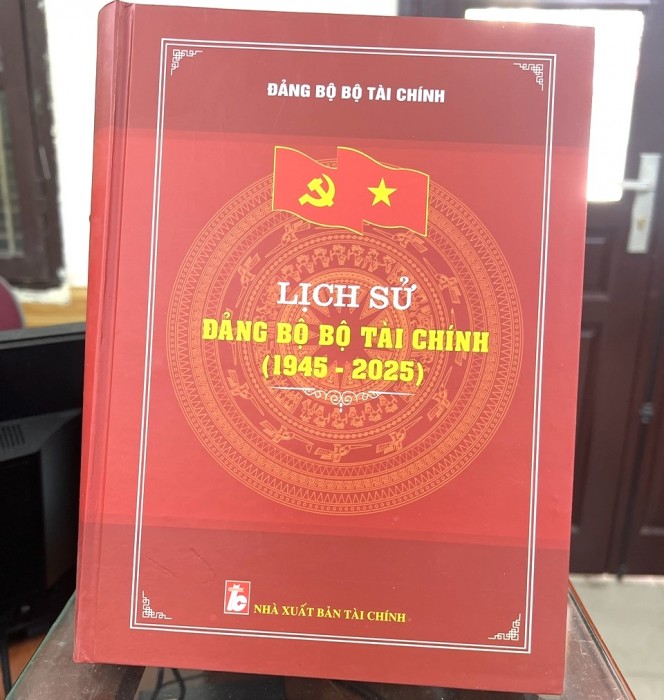 ĐẢNG BỘ BỘ TÀI CHÍNH
LỊCH SỬ
ĐẢNG BỘ BỘ TÀI CHÍNH
(1945 - 2025)
NHÀ XUẤT BẢN TÀI CHÍNH